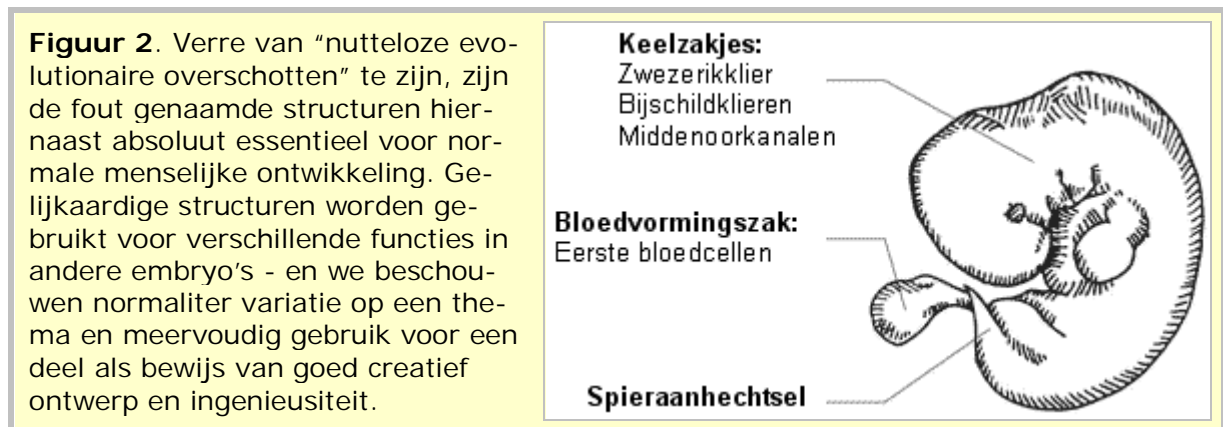 Figuur 2. Verre van “nutteloze evo-
lutionaire overschotten” te zijn, zijn
de fout genaamde structuren hier-
naast absoluut essentieel voor nor-
male menselijke ontwikkeling. Ge-
lijkaardige structuren worden ge-
bruikt voor verschillende functies in
andere embryo's - en we beschou-
wen normaliter variatie op een the-
ma en meervoudig gebruik voor een
deel als bewijs van goed creatief
ontwerp en ingenieusiteit.
Keelzakjes:
Zwezerikklier
Bijschildklieren
Middenoorkanalen
Bloedvormingszak:
Eerste bloedcellen
Spieraanhechtsel